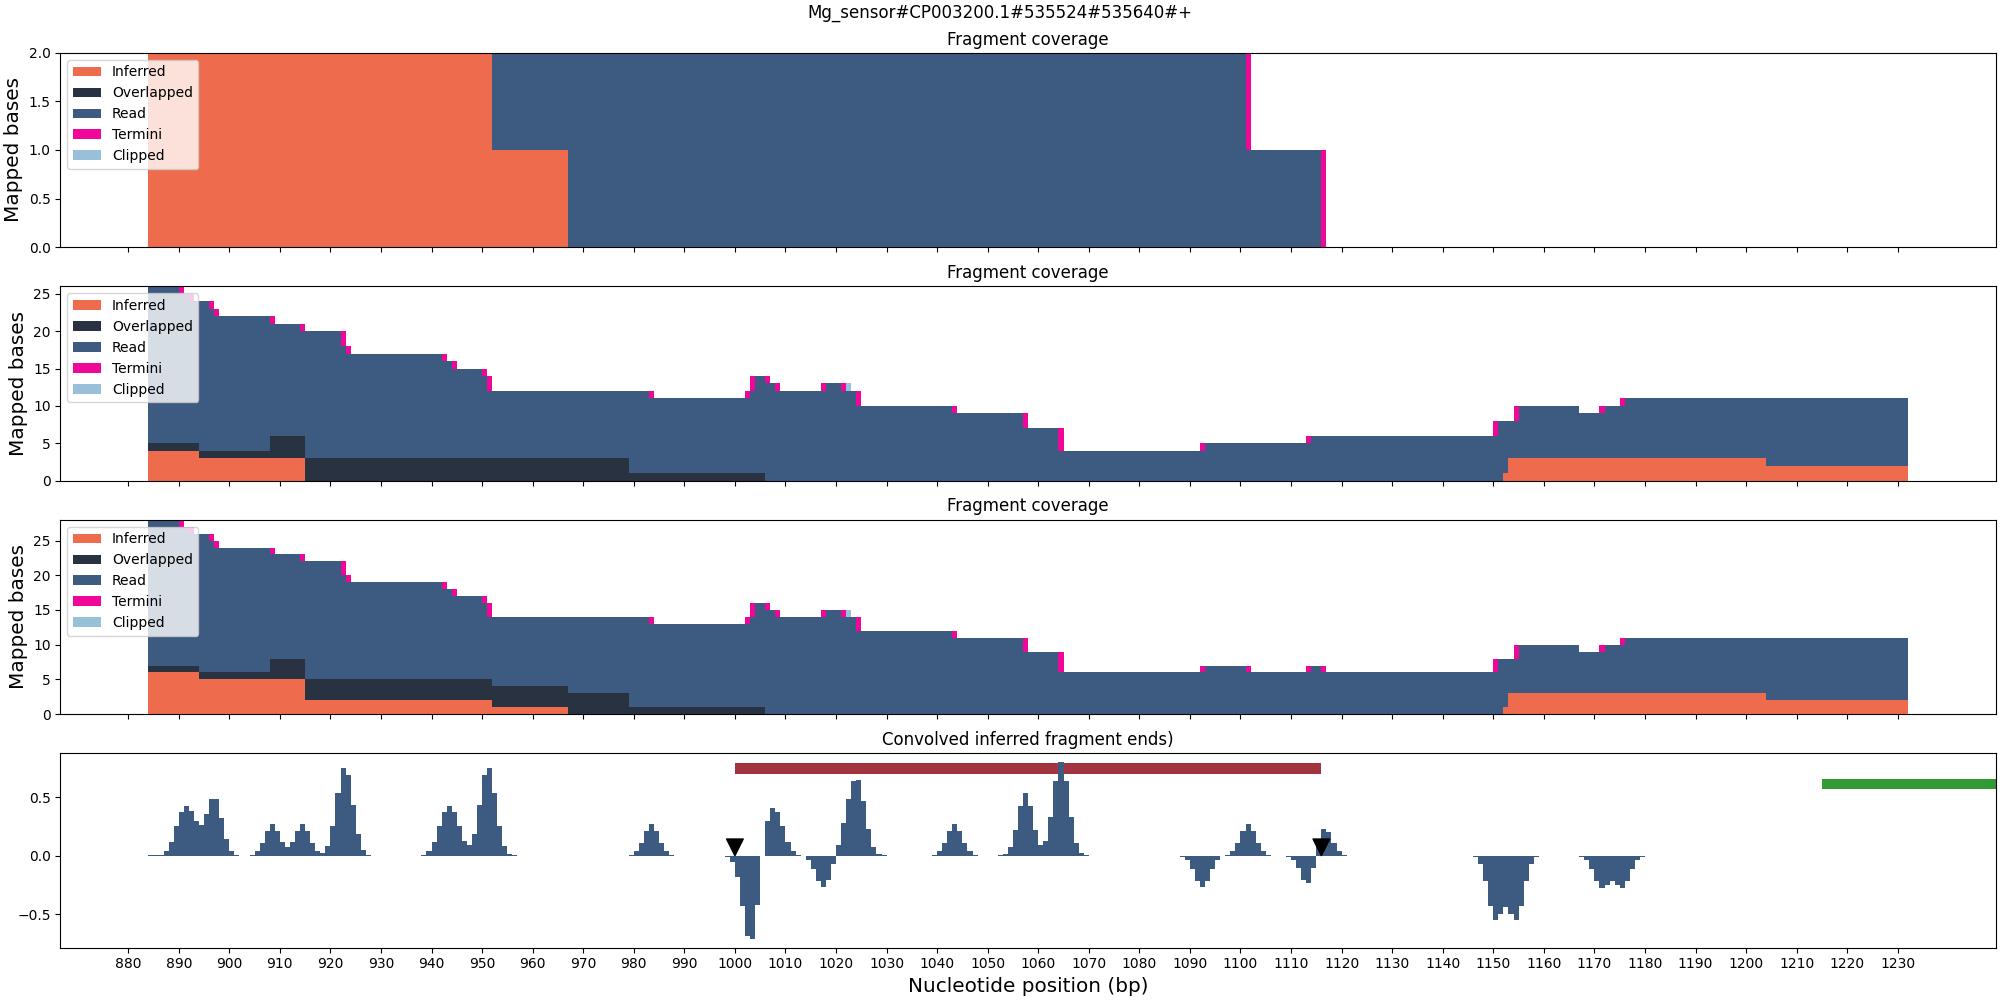 Mg_sensor#CP003200.1#535524#535640#+
Fragment coverage
Mapped bases
2.0
1.5
1.0
0.5
0.0
Inferred
Overlapped
Read
Termini
Clipped
Fragment coverage
Mapped bases
25
20
15
10
5
0
Inferred
Overlapped
Read
Termini
Clipped
Fragment coverage
Mapped bases
25
20
15
10
5
0
Inferred
Overlapped
Read
Termini
Clipped
Convolved inferred fragment ends)
0.5
0.0
−0.5
880 890 900 910 920 930 940 950 960 970 980 990 1000 1010 1020 1030 1040 1050 1060 1070 1080 1090 1100 1110 1120 1130 1140 1150 1160 1170 1180 1190 1200 1210 1220 1230
Nucleotide position (bp)